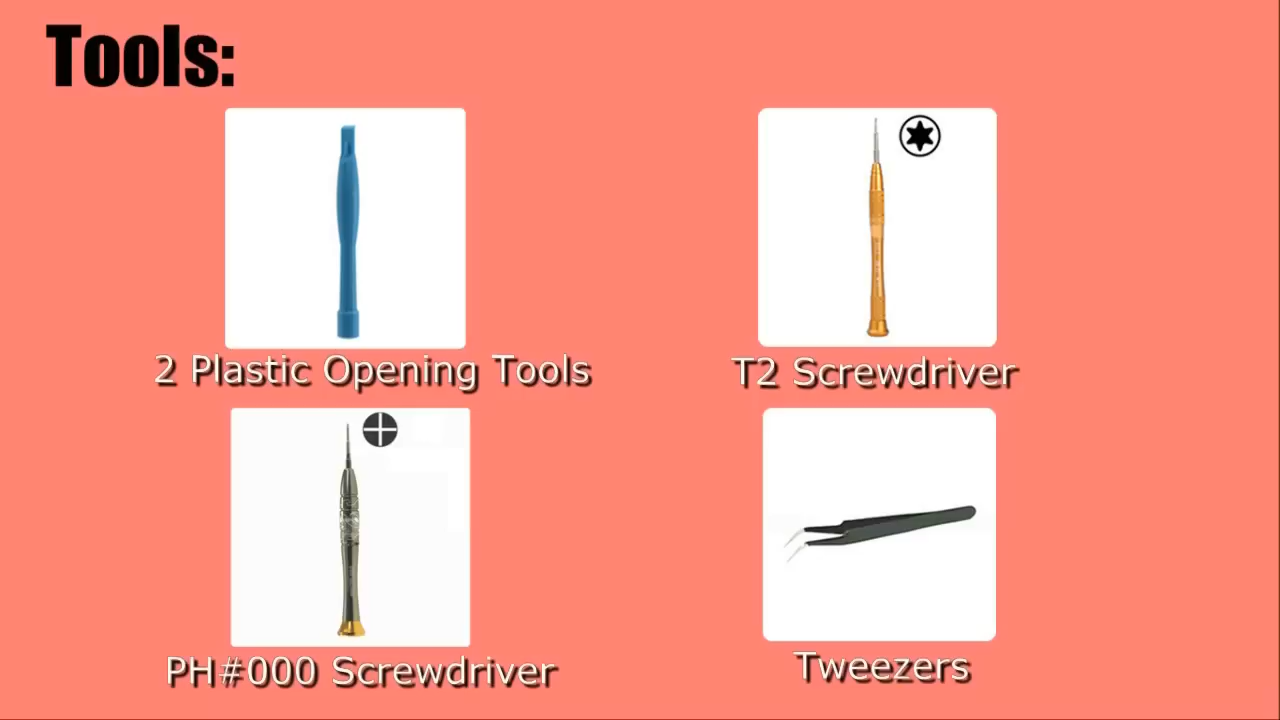 Tools:
2 Plastic Opening Tools
T2 Screwdriver
PH#000 Screwdriver
Tweezers